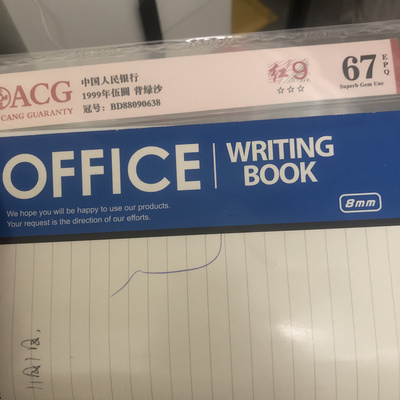 ACG
CANG GUARANTY
中国人民银行
1999年伍圆 背绿沙
冠号: BD88090638
红9
☆☆☆
67
EPQ
Superb Gem Unc
OFFICE
WRITING
BOOK
We hope you will be happy to use our products.
Your request is the direction of our efforts.
8mm